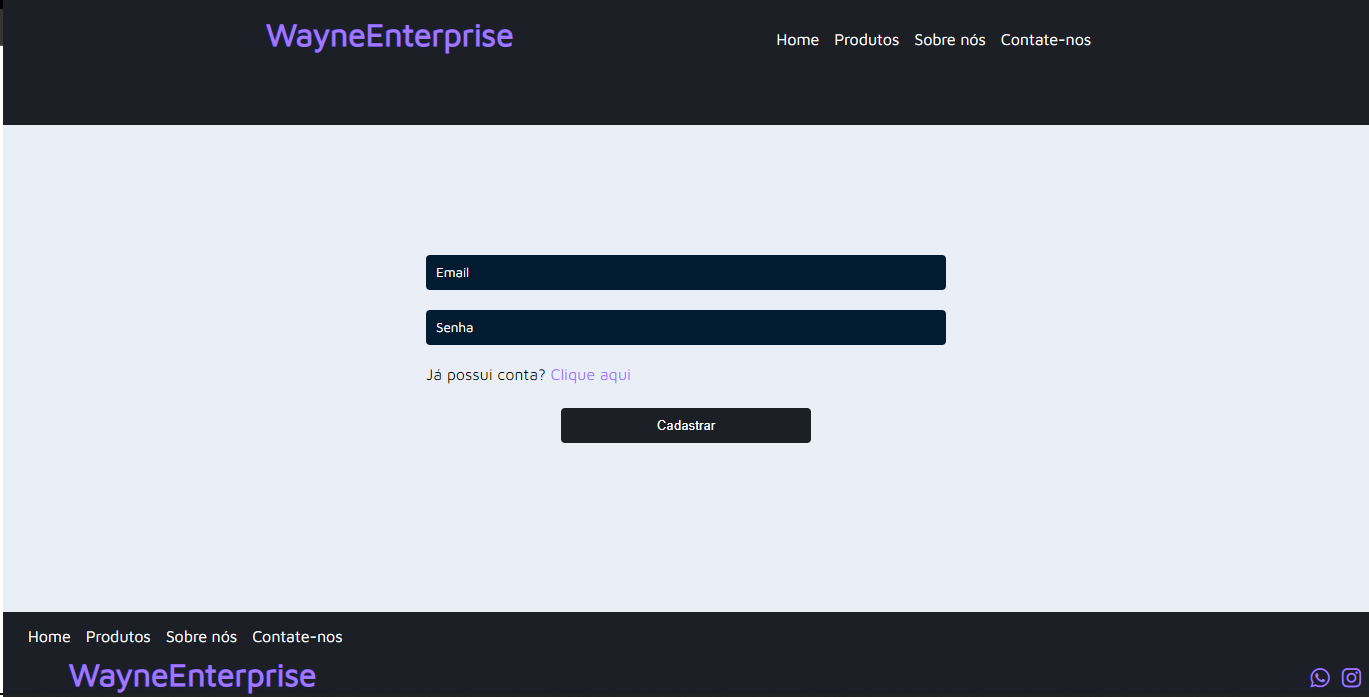 WayneEnterprise
Home Produtos Sobre nós Contate-nos
Email
Senha
Já possui conta? Clique aqui
Cadastrar
Home Produtos Sobre nós Contate-nos
WayneEnterprise